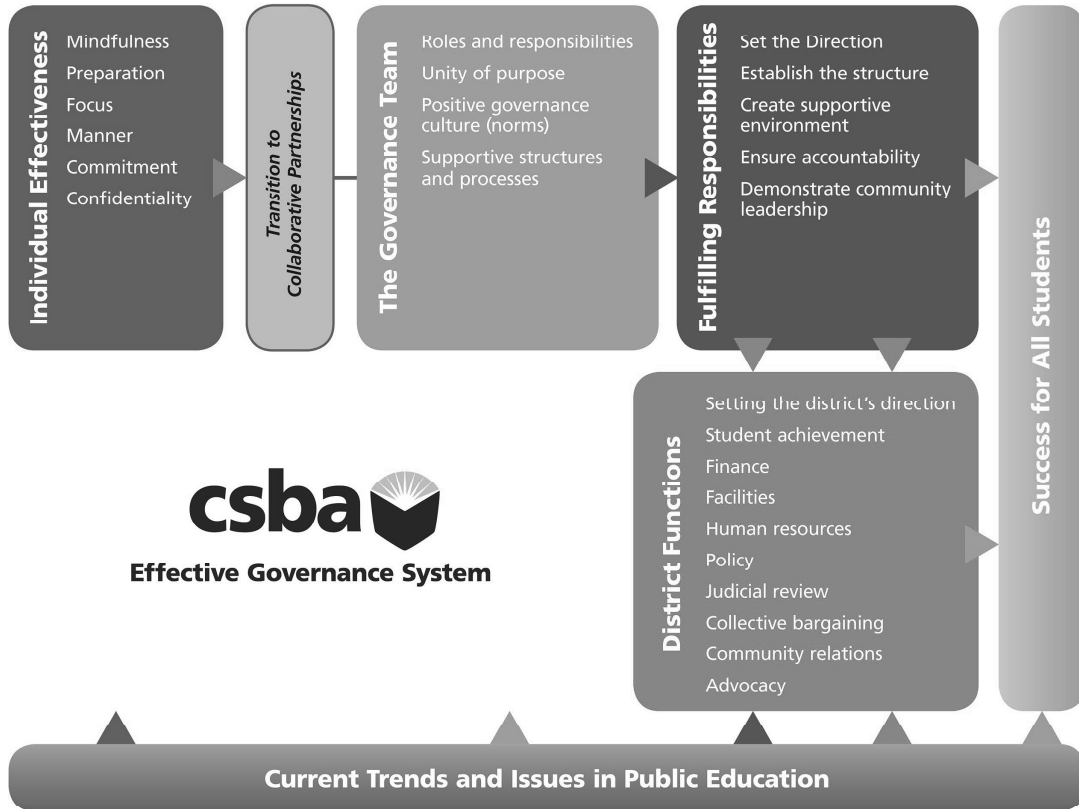 Individual Effectiveness
Mindfulness
Preparation
Focus
Manner
Commitment
Confidentiality
Transition to
Collaborative Partnerships
The Governance Team
Roles and responsibilities
Unity of purpose
Positive governance
culture (norms)
Supportive structures
and processes
Fulfilling Responsibilities
Set the Direction
Establish the structure
Create supportive
environment
Ensure accountability
Demonstrate community
leadership
District Functions
Setting the district's direction
Student achievement
Finance
Facilities
Human resources
Policy
Judicial review
Collective bargaining
Community relations
Advocacy
Success for All Students
csba
Effective Governance System
Current Trends and Issues in Public Education